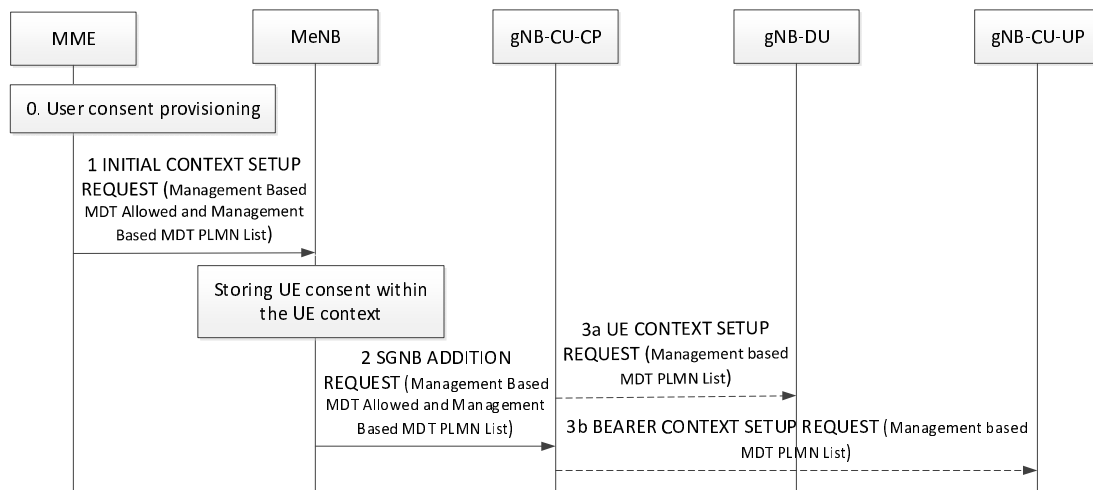 MME
MeNB
gNB-CU-CP
gNB-DU
gNB-CU-UP
0. User consent provisioning
1 INITIAL CONTEXT SETUP
REQUEST (Management Based
MDT Allowed and Management
Based MDT PLMN List)
Storing UE consent within
the UE context
2 SGNB ADDITION
REQUEST (Management Based
MDT Allowed and Management
Based MDT PLMN List)
3a UE CONTEXT SETUP
REQUEST (Management based
MDT PLMN List)
3b BEARER CONTEXT SETUP REQUEST (Management based
MDT PLMN List)